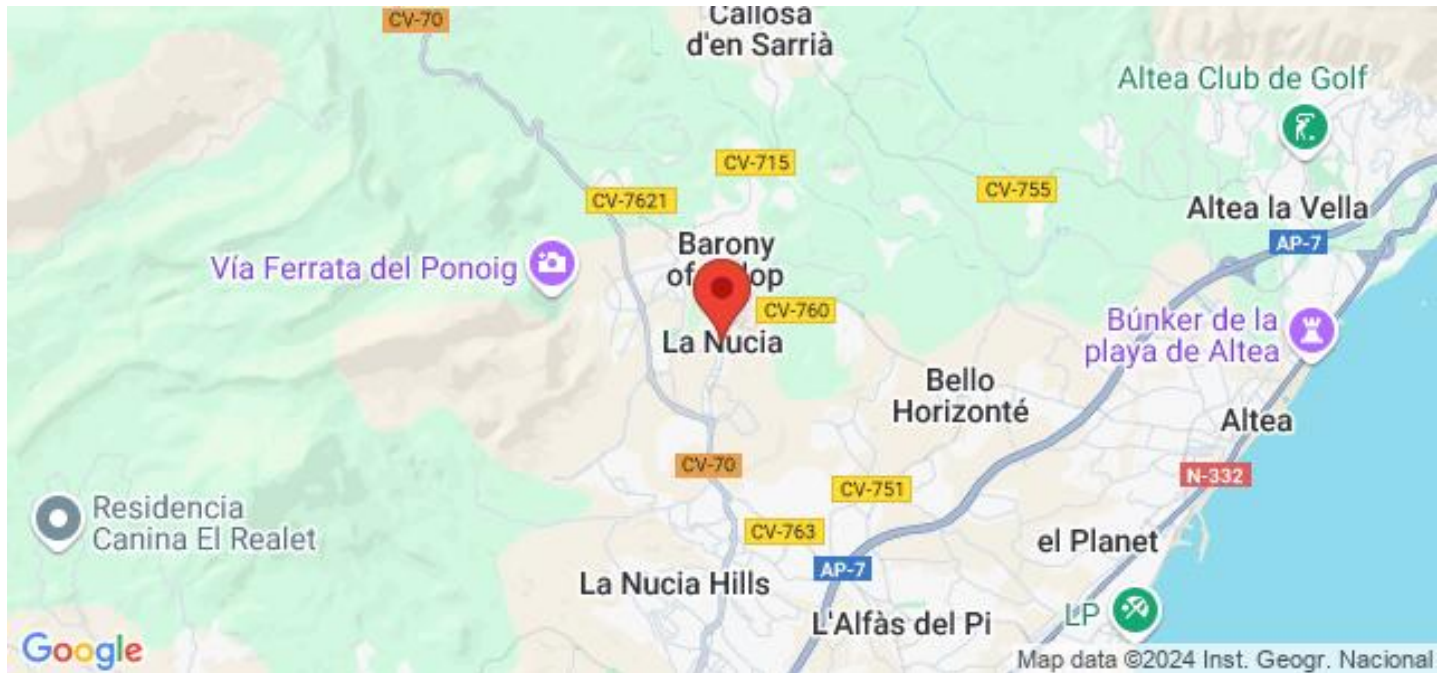 CV-70
Callosa
d'en Sarrià
Altea Club de Golf
CV-715
CV-755
CV-7621
Altea la Vella
AP-7
Barony
Vía Ferrata del Ponoig
CV-760
La Nucia
Búnker de la
playa de Altea
Bello
Horizonté
Altea
CV-70
N-332
CV-751
Residencia
Canina El Realet
CV-763
el Planet
AP-7
La Nucia Hills
L'Alfàs del Pi
LP
Google
Map data ©2024 Inst. Geogr. Nacional